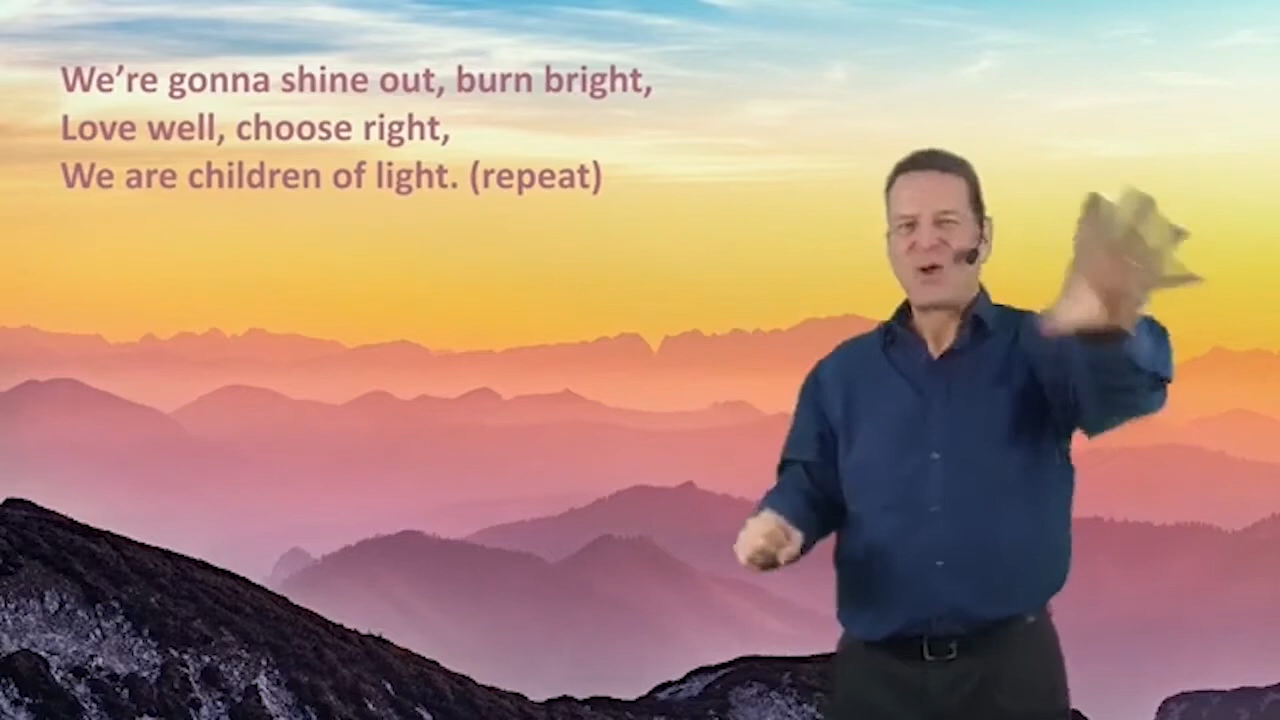 We’re gonna shine out, burn bright,
Love well, choose right,
We are children of light. (repeat)